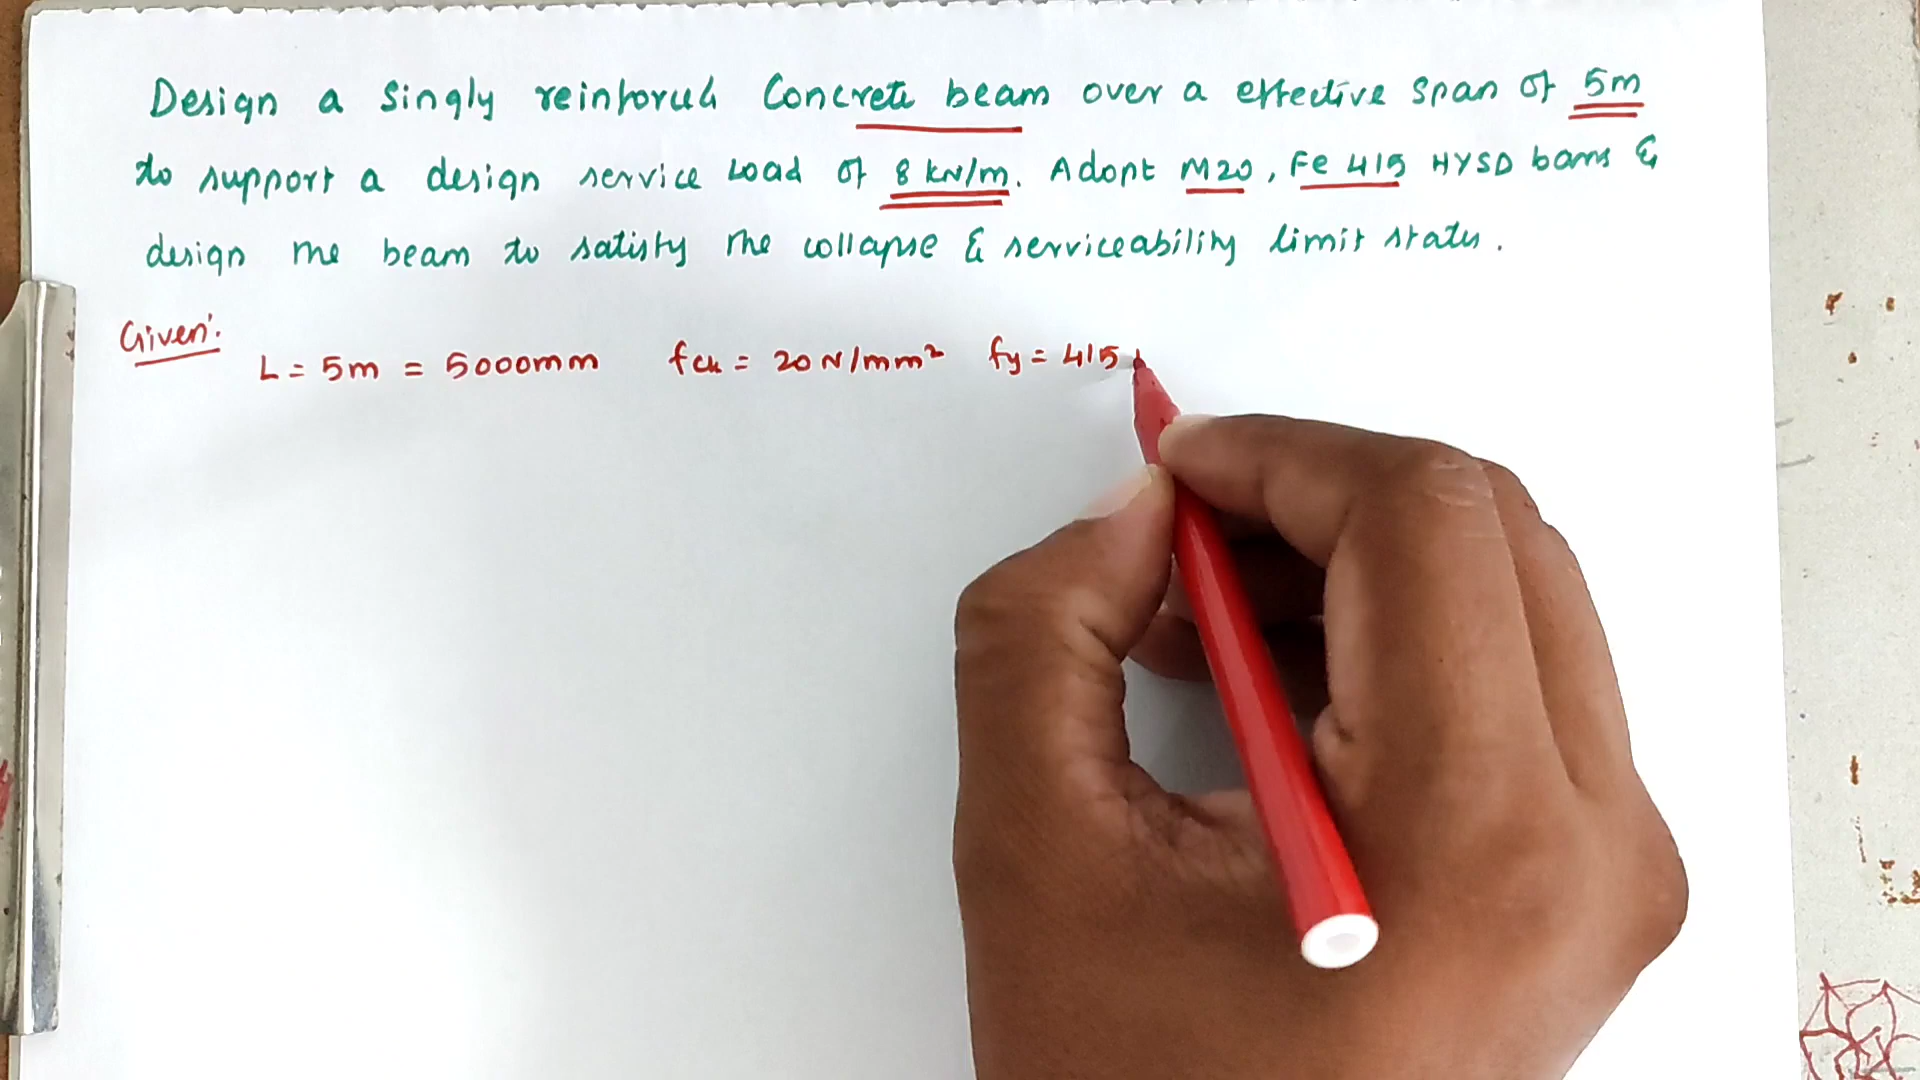 Design a singly reinforced Concrete beam over a effective span of 5m
to support a design service load of 8 kN/m. Adopt M20, Fe 415 HYSD bars &
design the beam to satisfy the collapse & serviceability limit states.
Given:
L = 5m = 5000mm fck = 20 N/mm² fy = 415